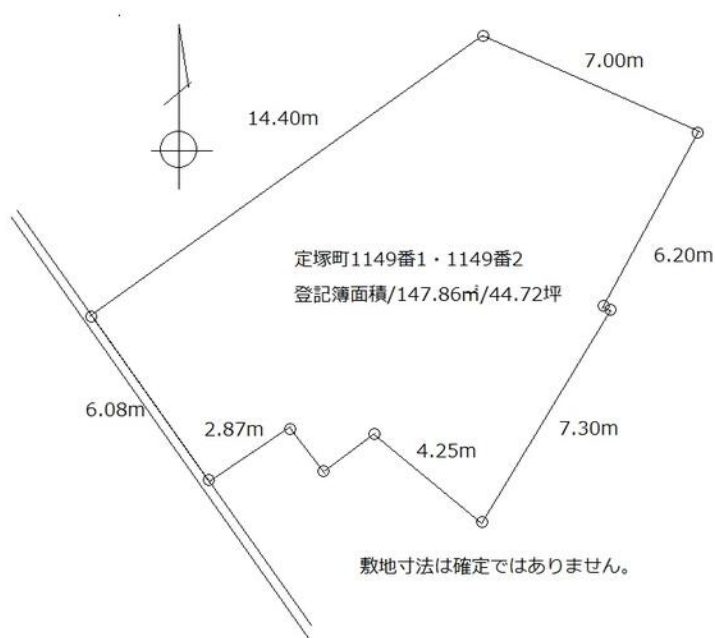 7.00m
14.40m
定塚町1149番1・1149番2
6.20m
登記簿面積/147.86㎡/44.72坪
6.08m
2.87m
4.25m
7.30m
敷地寸法は確定ではありません。